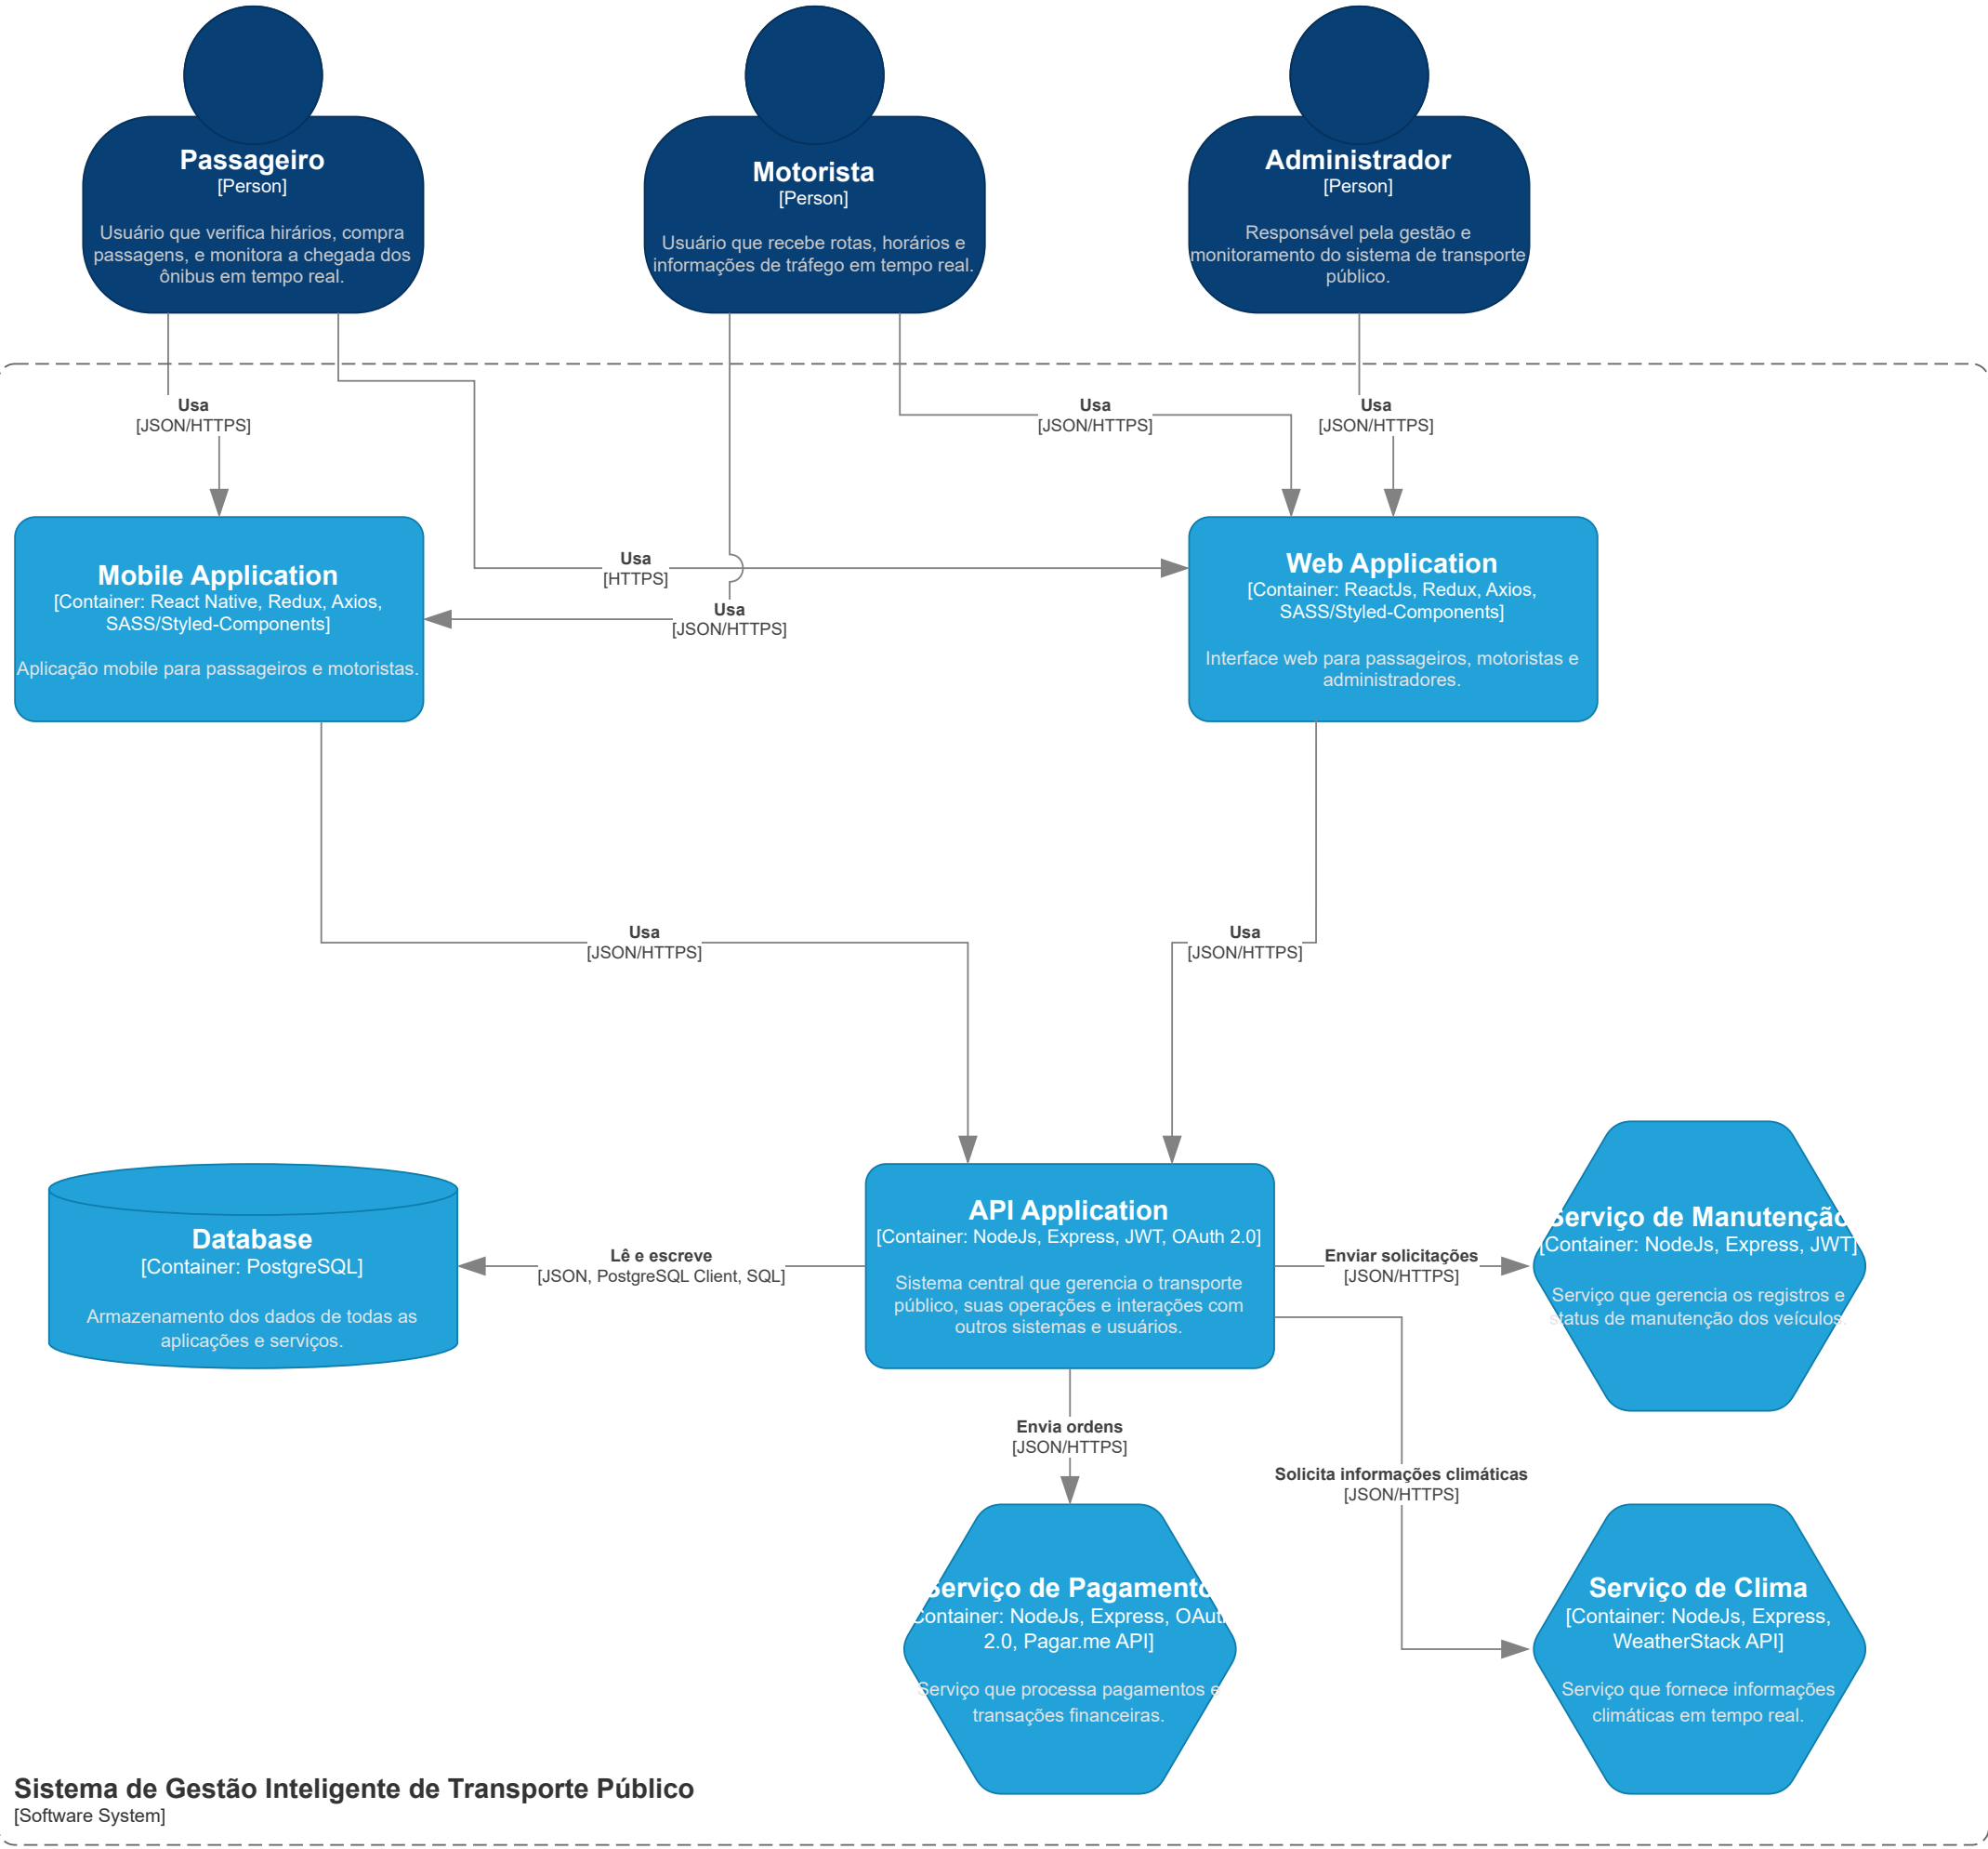 Passageiro
[Person]
Usuário que verifica hirários, compra
passagens, e monitora a chegada dos
ônibus em tempo real.
Motorista
[Person]
Usuário que recebe rotas, horários e
informações de tráfego em tempo real.
Administrador
[Person]
Responsável pela gestão e
monitoramento do sistema de transporte
público.
Usa
[JSON/HTTPS]
Usa
[JSON/HTTPS]
Usa
[JSON/HTTPS]
Usa
[HTTPS]
Usa
[JSON/HTTPS]
Mobile Application
[Container: React Native, Redux, Axios,
SASS/Styled-Components]
Aplicação mobile para passageiros e motoristas.
Web Application
[Container: ReactJs, Redux, Axios,
SASS/Styled-Components]
Interface web para passageiros, motoristas e
administradores.
Usa
[JSON/HTTPS]
Usa
[JSON/HTTPS]
Database
[Container: PostgreSQL]
Armazenamento dos dados de todas as
aplicações e serviços.
Lê e escreve
[JSON, PostgreSQL Client, SQL]
API Application
[Container: NodeJs, Express, JWT, OAuth 2.0]
Sistema central que gerencia o transporte
público, suas operações e interações com
outros sistemas e usuários.
Enviar solicitações
[JSON/HTTPS]
Serviço de Manutenção
[Container: NodeJs, Express, JWT]
Serviço que gerencia os registros e
status de manutenção dos veículos.
Envia ordens
[JSON/HTTPS]
Solicita informações climáticas
[JSON/HTTPS]
Serviço de Pagamento
[Container: NodeJs, Express, OAuth
2.0, Pagar.me API]
Serviço que processa pagamentos e
transações financeiras.
Serviço de Clima
[Container: NodeJs, Express,
WeatherStack API]
Serviço que fornece informações
climáticas em tempo real.
Sistema de Gestão Inteligente de Transporte Público
[Software System]